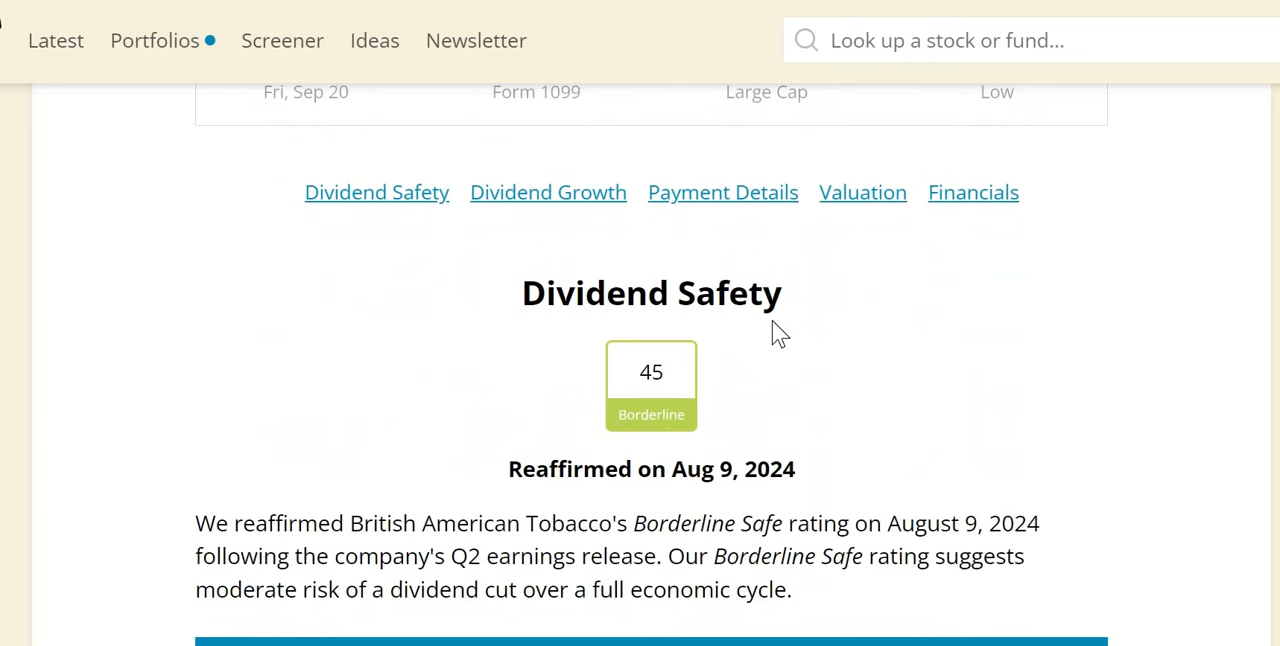 Latest Portfolios Screener Ideas Newsletter Look up a stock or fund...
Fri, Sep 20 Form 1099 Large Cap Low
Dividend Safety Dividend Growth Payment Details Valuation Financials
Dividend Safety
45
Borderline
Reaffirmed on Aug 9, 2024
We reaffirmed British American Tobacco's Borderline Safe rating on August 9, 2024
following the company's Q2 earnings release. Our Borderline Safe rating suggests
moderate risk of a dividend cut over a full economic cycle.